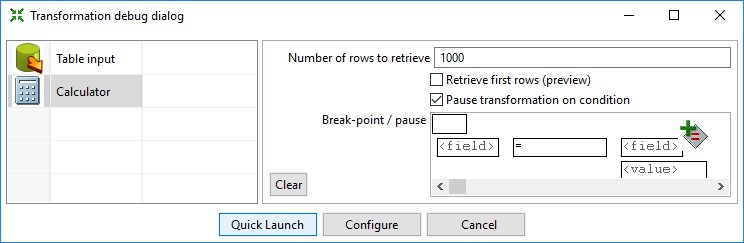 Transformation debug dialog
Table input
Calculator
Number of rows to retrieve 1000
Retrieve first rows (preview)
Pause transformation on condition
Break-point / pause
<field> = <field>
<value>
Clear
Quick Launch Configure Cancel